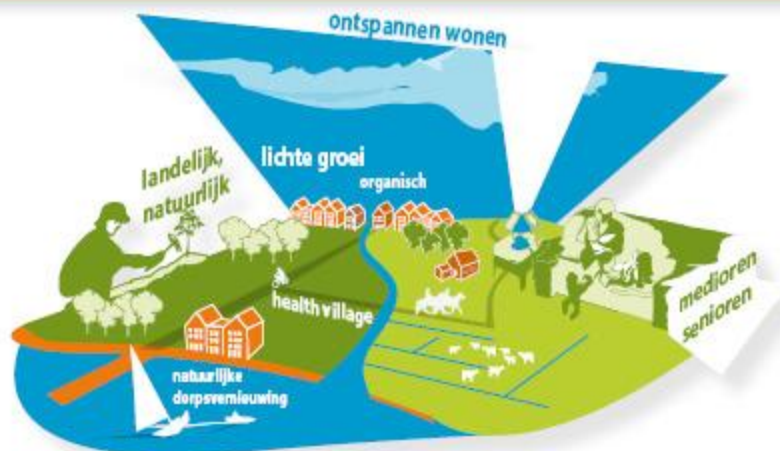 ontspannen wonen
landelijk,
natuurlijk
lichte groei
organisch
health village
medioren
senioren
natuurlijke
dorpsvernieuwing